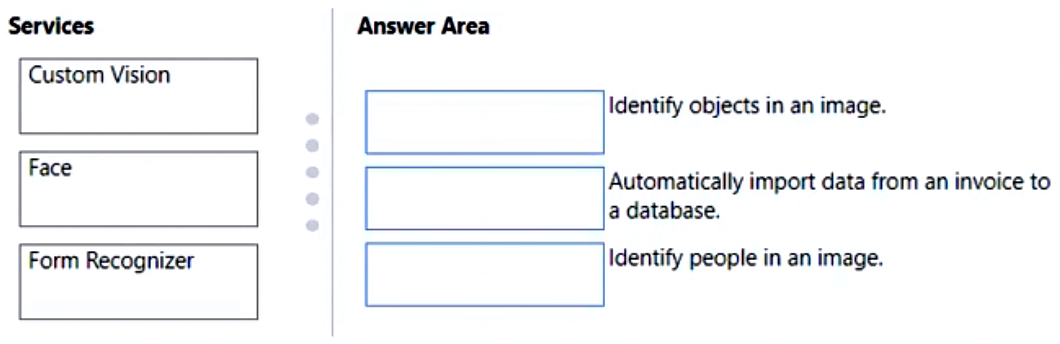 Services
Custom Vision
Face
Form Recognizer
Answer Area
Identify objects in an image.
Automatically import data from an invoice to
a database.
Identify people in an image.